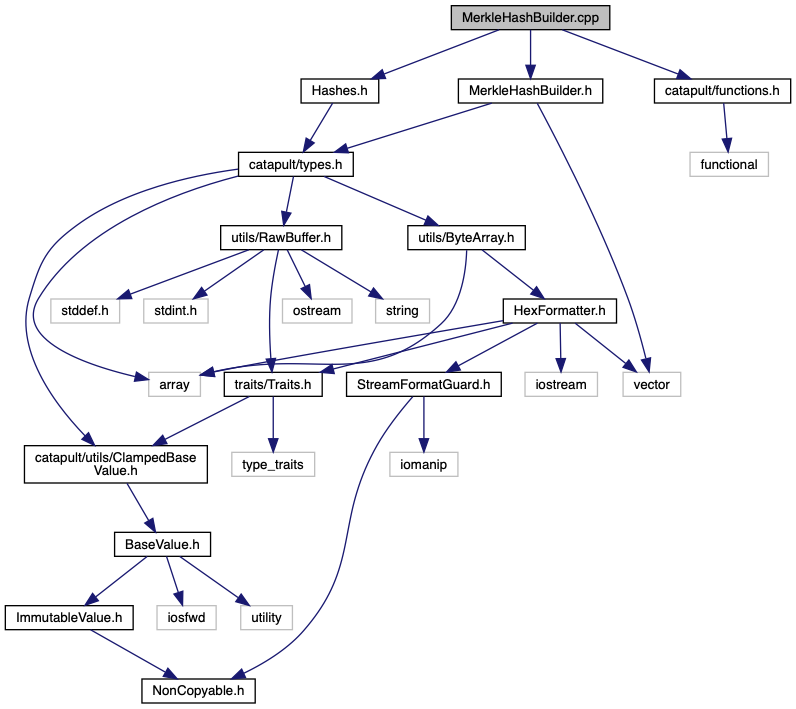 MerkleHashBuilder.cpp
Hashes.h
MerkleHashBuilder.h
catapult/functions.h
catapult/types.h
functional
utils/RawBuffer.h
utils/ByteArray.h
stddef.h
stdint.h
ostream
string
HexFormatter.h
array
traits/Traits.h
StreamFormatGuard.h
iostream
vector
catapult/utils/ClampedBase
Value.h
type_traits
iomanip
BaseValue.h
ImmutableValue.h
iosfwd
utility
NonCopyable.h